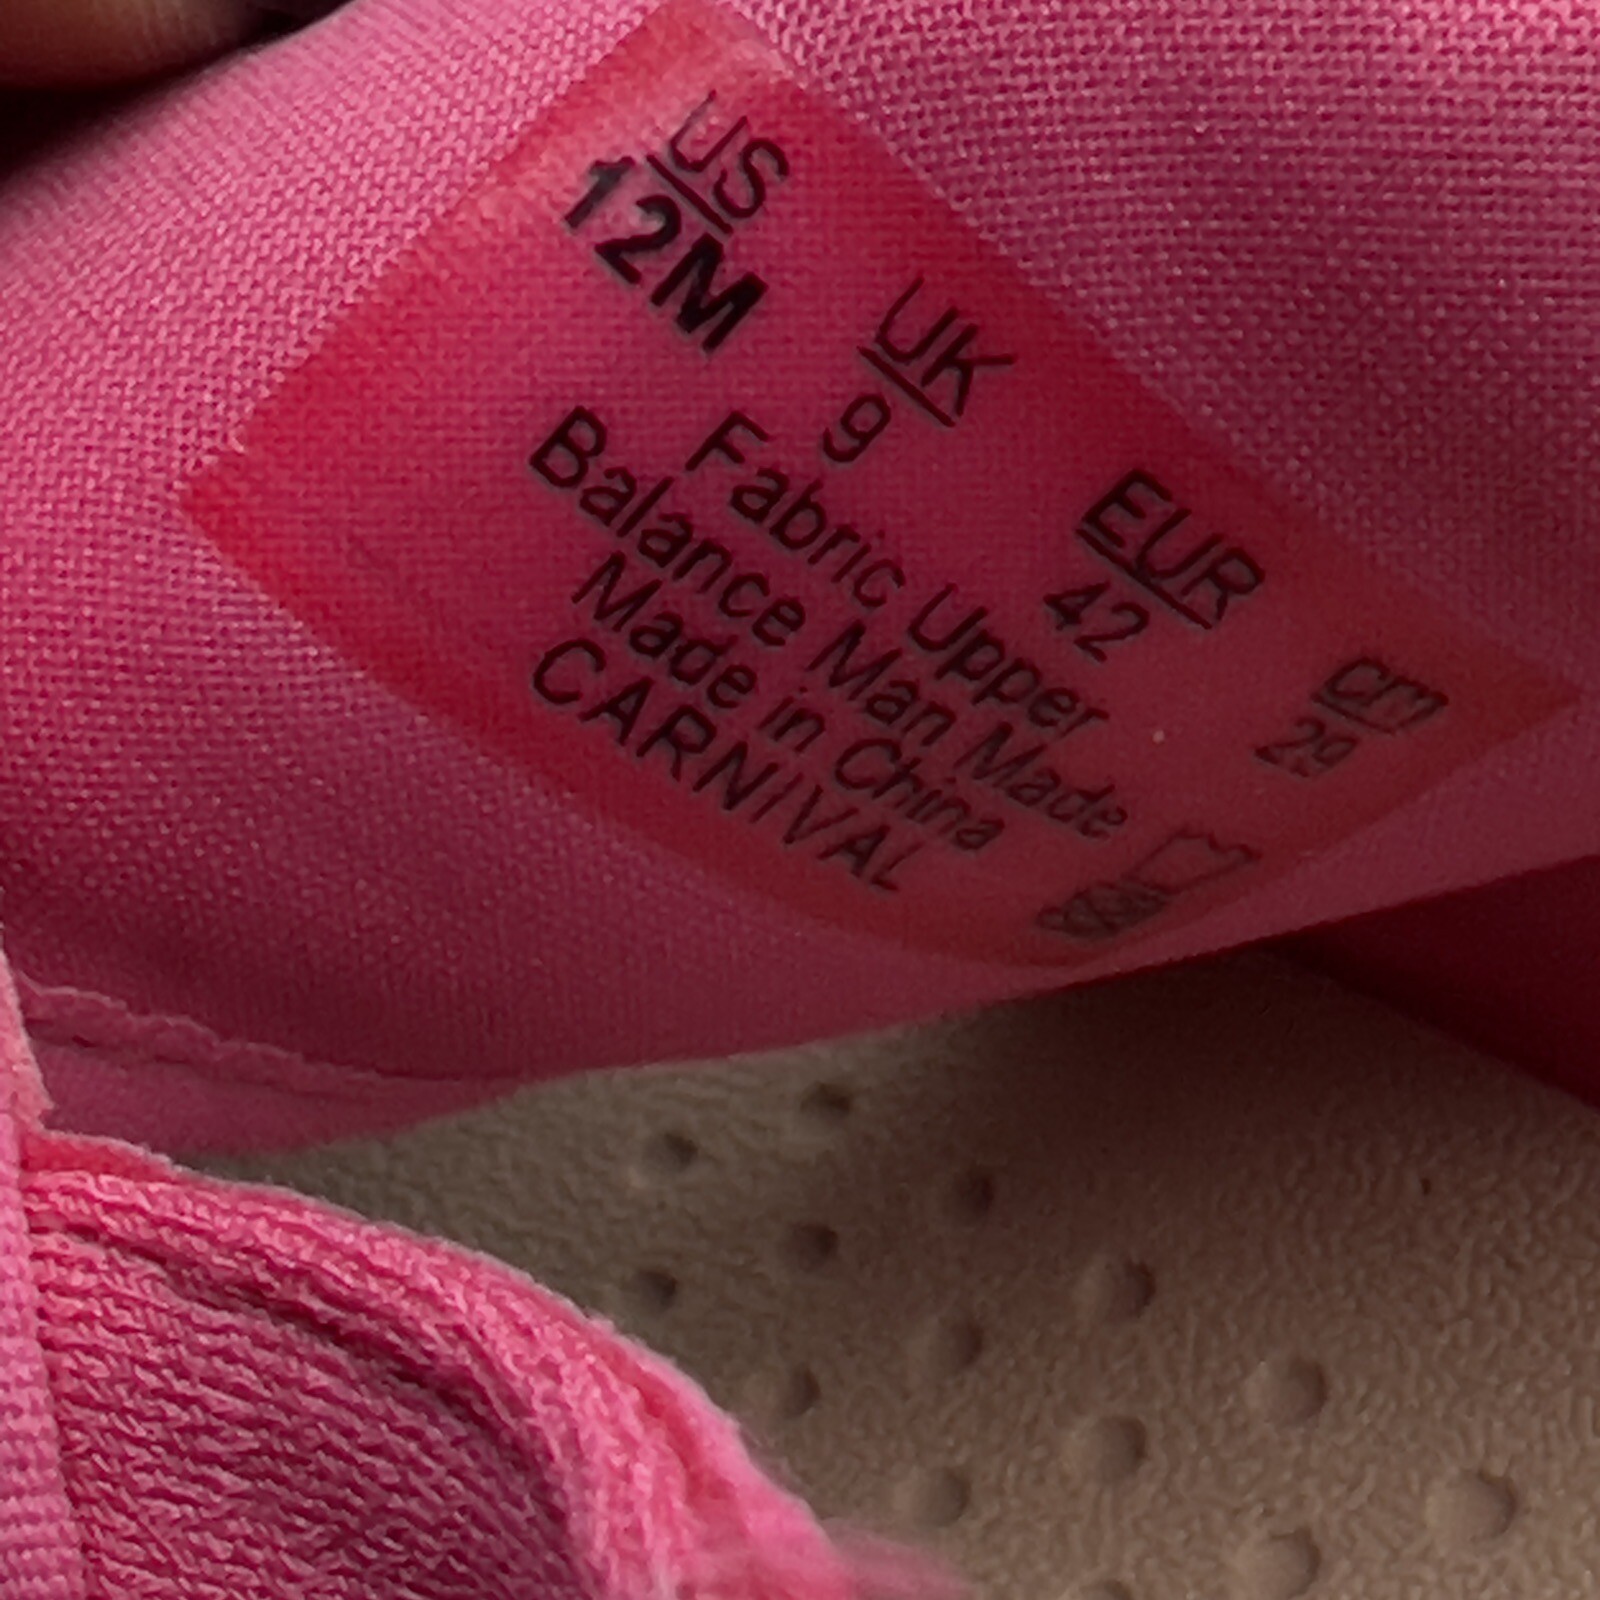 US UK EUR cm
12M 9 42 29
Fabric Upper
Balance Man Made
Made in China
CARNIVAL